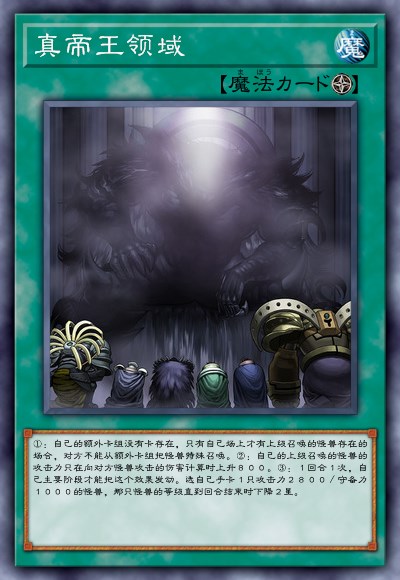 真帝王领域
魔
【魔法カード】
まほう
①：自己的额外卡组没有卡存在，只有自己场上才有上级召唤的怪兽存在的
场合，对方不能从额外卡组把怪兽特殊召唤。②：自己的上级召唤的怪兽的
攻击力只在向对方怪兽攻击的伤害计算时上升８００。③：１回合１次，自
己主要阶段才能把这个效果发动。选自己手卡１只攻击力２８００／守备力
１０００的怪兽，那只怪兽的等级直到回合结束时下降２星。